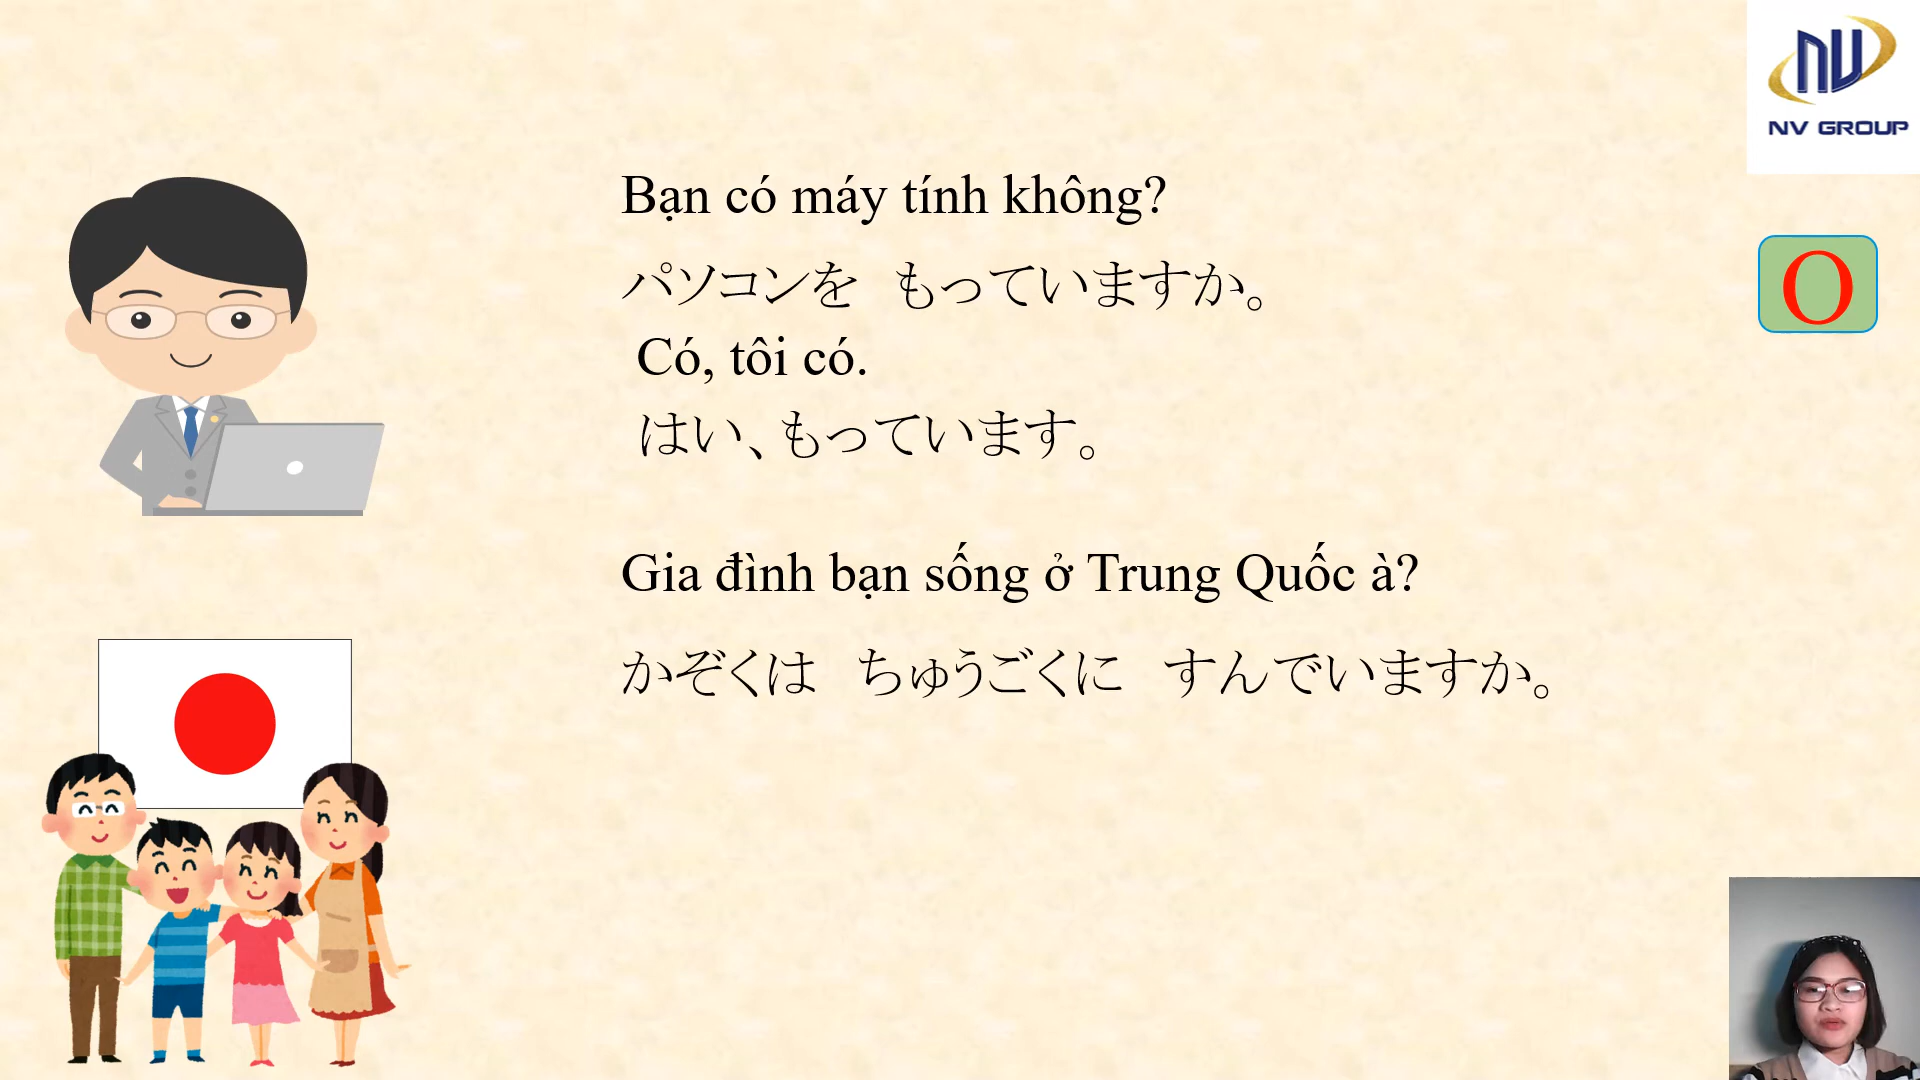 NV
NV GROUP
Bạn có máy tính không?
パソコンを　もっていますか。
O
Có, tôi có.
はい、もっています。
Gia đình bạn sống ở Trung Quốc à?
かぞくは　ちゅうごくに　すんでいますか。